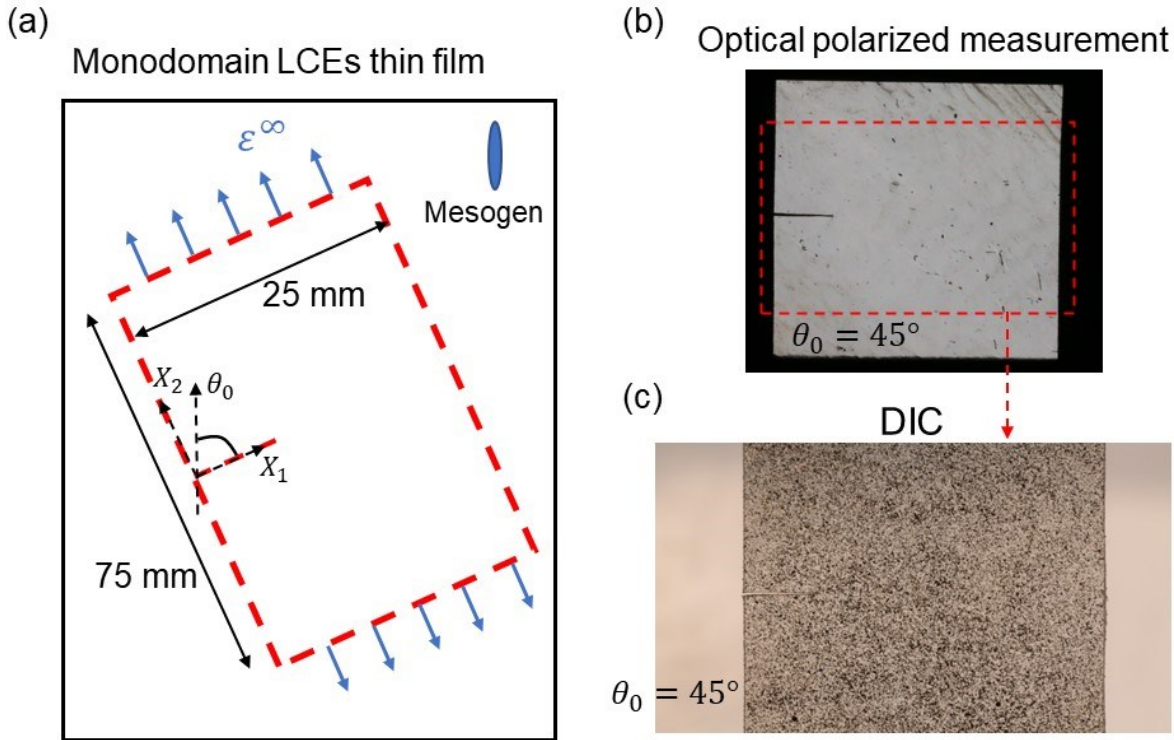 (a)
Monodomain LCEs thin film
ε^∞
Mesogen
25 mm
X₂
θ₀
X₁
75 mm
(b)
Optical polarized measurement
θ₀ = 45°
(c)
DIC
θ₀ = 45°